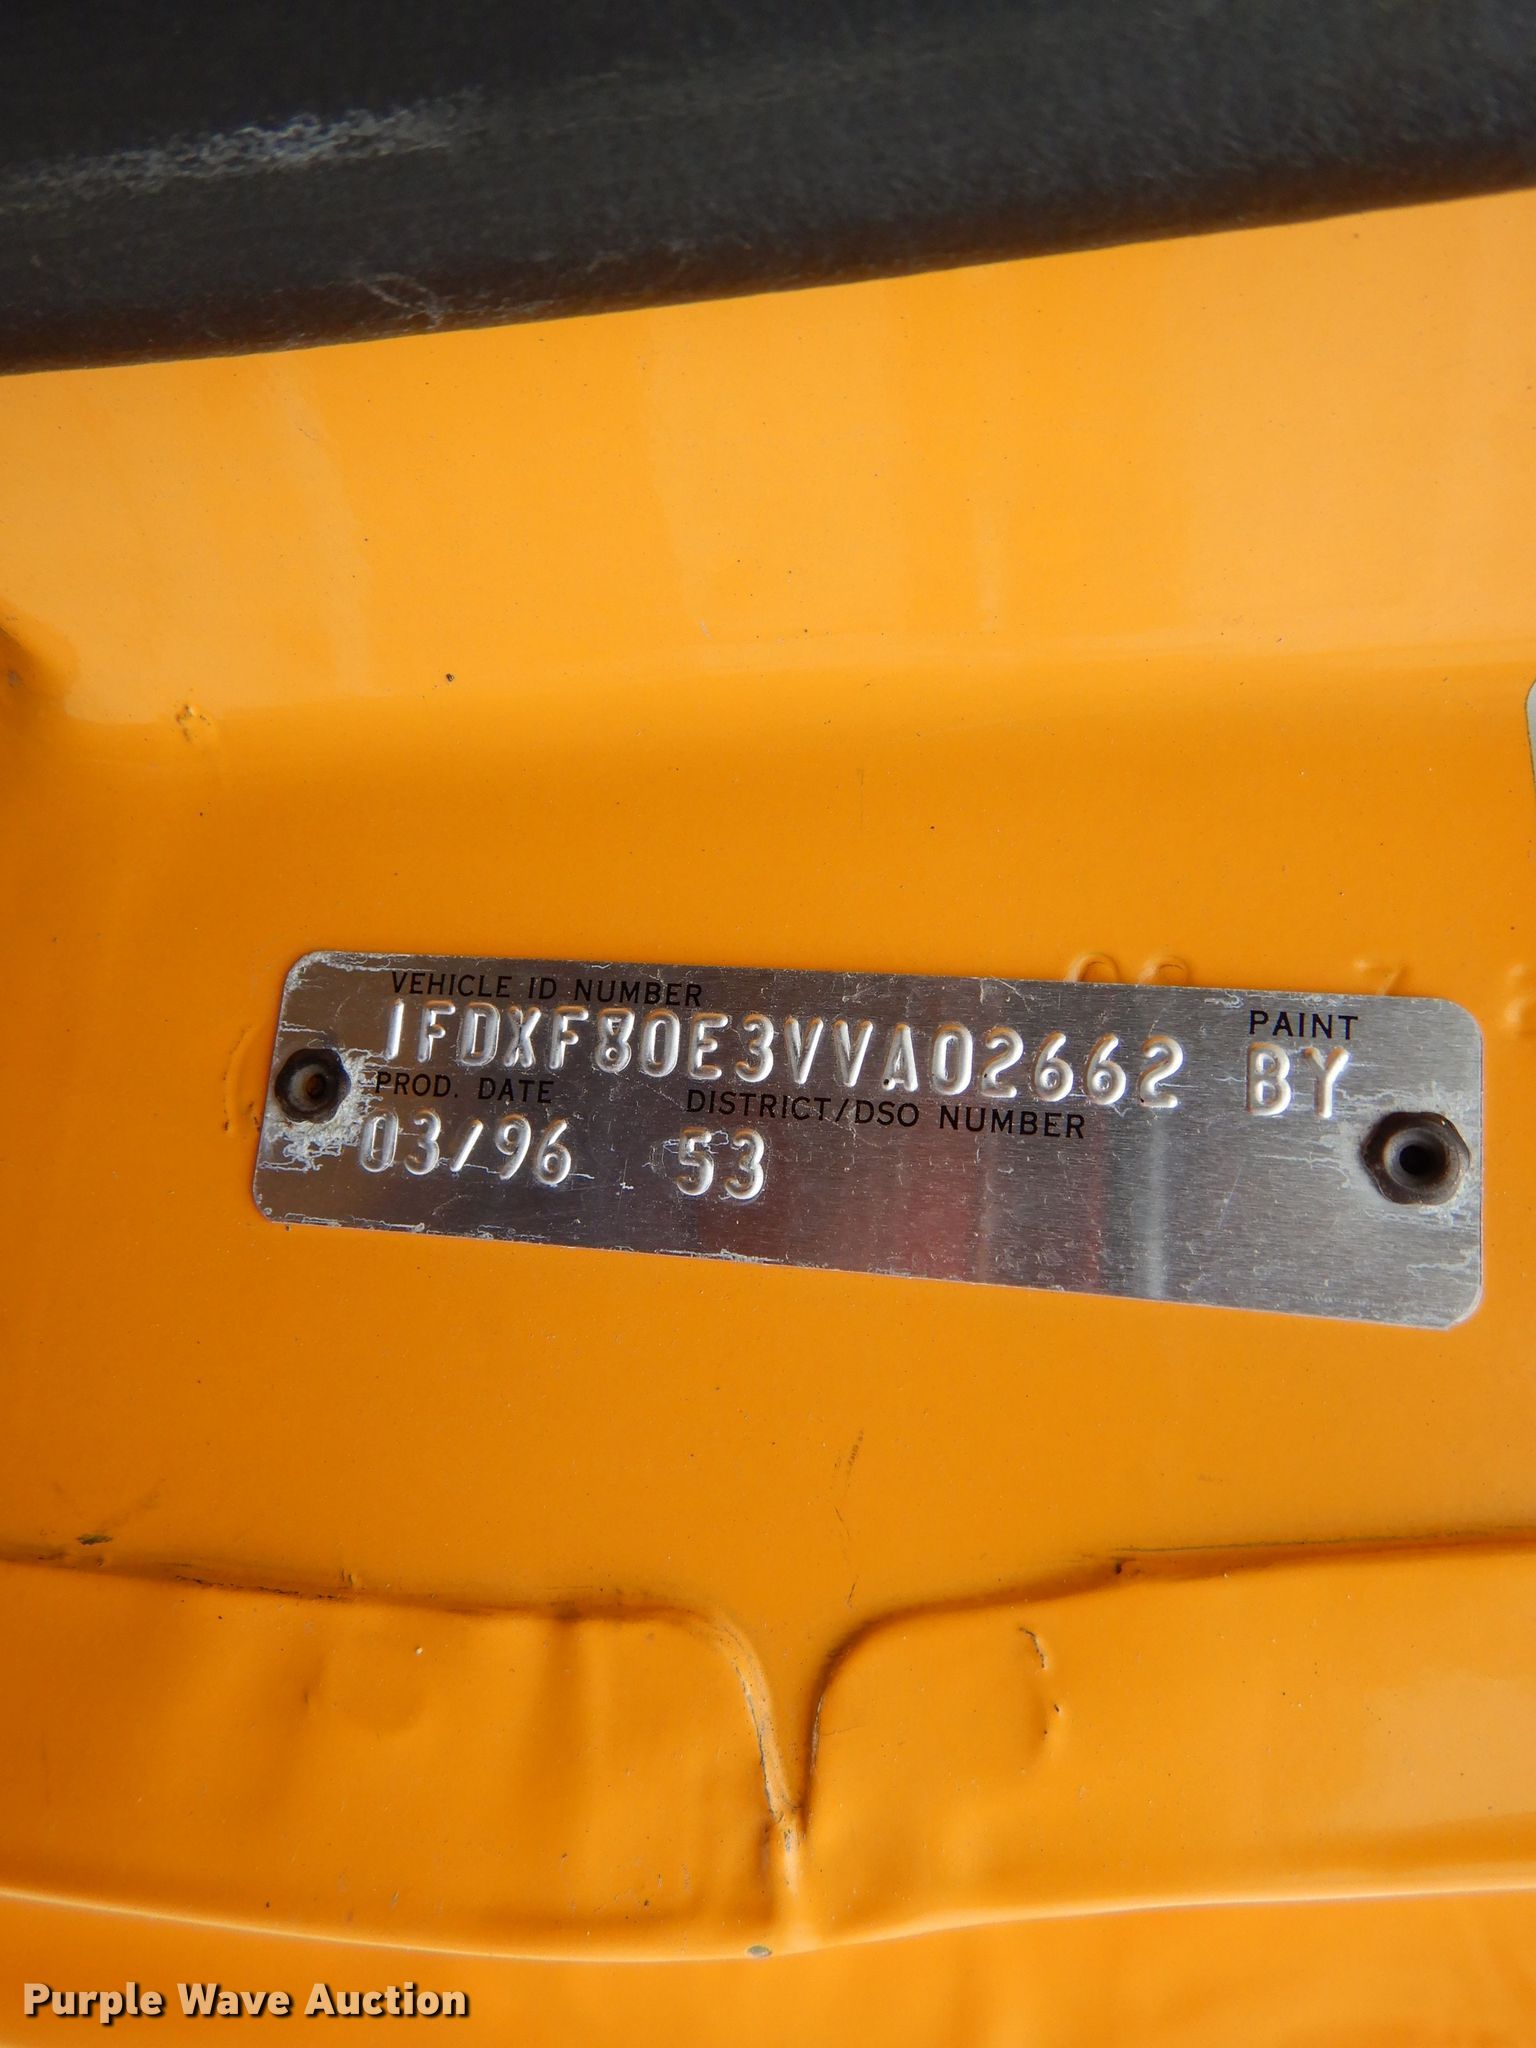 VEHICLE ID NUMBER
1FDXF80E3VVA02662
PAINT
BY
PROD. DATE
03/96
DISTRICT/DSO NUMBER
53
Purple Wave Auction